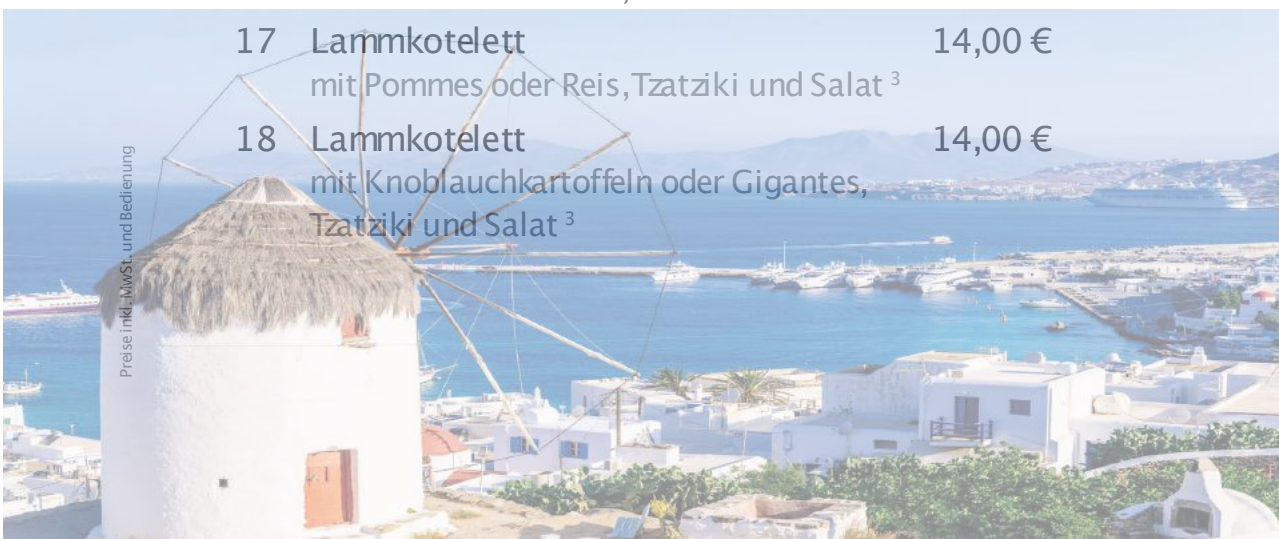 17 Lammkotelett 14,00 €
mit Pommes oder Reis, Tzatziki und Salat ³
18 Lammkotelett 14,00 €
mit Knoblauchkartoffeln oder Gigantes,
Tzatziki und Salat ³
Preise inkl. MwSt. und Bedienung